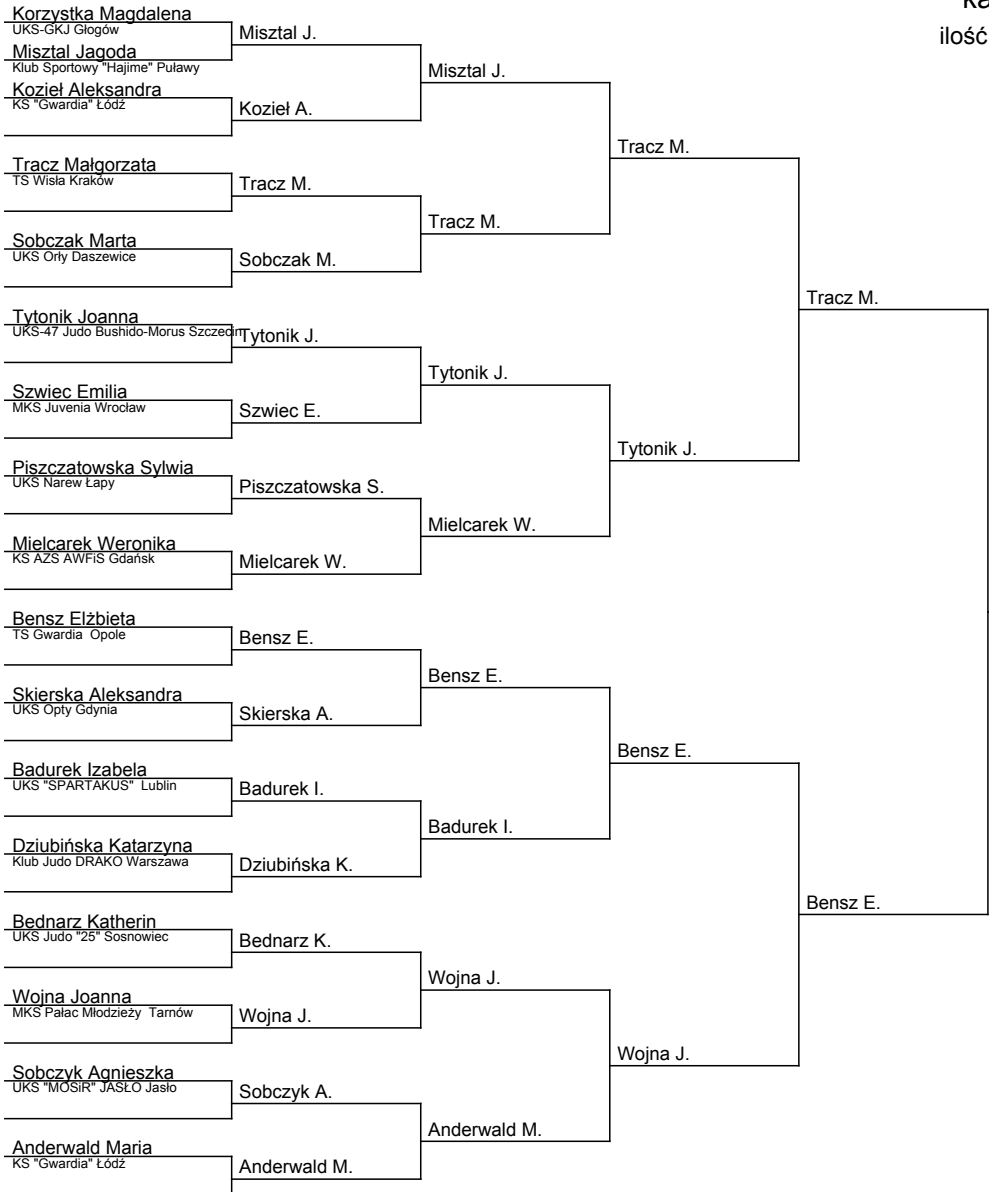 Korzystka Magdalena
UKS-GKJ Głogów
Misztal J.
Misztal Jagoda
Klub Sportowy "Hajime" Puławy
Misztal J.
Kozieł Aleksandra
KS "Gwardia" Łódź
Kozieł A.
Tracz M.
Tracz Małgorzata
TS Wisła Kraków
Tracz M.
Tracz M.
Sobczak Marta
UKS Orły Daszewice
Sobczak M.
Tracz M.
Tytonik Joanna
UKS-47 Judo Bushido-Morus Szczecin
Tytonik J.
Tytonik J.
Szwiec Emilia
MKS Juvenia Wrocław
Szwiec E.
Tytonik J.
Piszczatowska Sylwia
UKS Narew Łapy
Piszczatowska S.
Mielcarek W.
Mielcarek Weronika
KS AZS AWFiS Gdańsk
Mielcarek W.
Bensz Elżbieta
TS Gwardia Opole
Bensz E.
Bensz E.
Skierska Aleksandra
UKS Opty Gdynia
Skierska A.
Bensz E.
Badurek Izabela
UKS "SPARTAKUS" Lublin
Badurek I.
Badurek I.
Dziubińska Katarzyna
Klub Judo DRAKO Warszawa
Dziubińska K.
Bensz E.
Bednarz Katherin
UKS Judo "25" Sosnowiec
Bednarz K.
Wojna J.
Wojna Joanna
MKS Pałac Młodzieży Tarnów
Wojna J.
Wojna J.
Sobczyk Agnieszka
UKS "MOSiR" JASŁO Jasło
Sobczyk A.
Anderwald M.
Anderwald Maria
KS "Gwardia" Łódź
Anderwald M.
ka
ilość